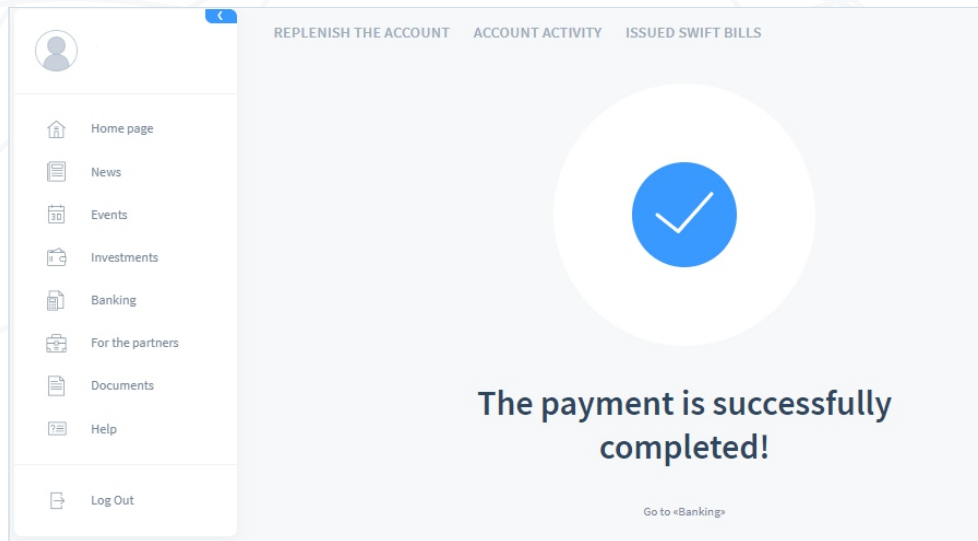 REPLENISH THE ACCOUNT ACCOUNT ACTIVITY ISSUED SWIFT BILLS
Home page
News
30
Events
Investments
Banking
For the partners
Documents
?
Help
Log Out
The payment is successfully
completed!
Go to «Banking»